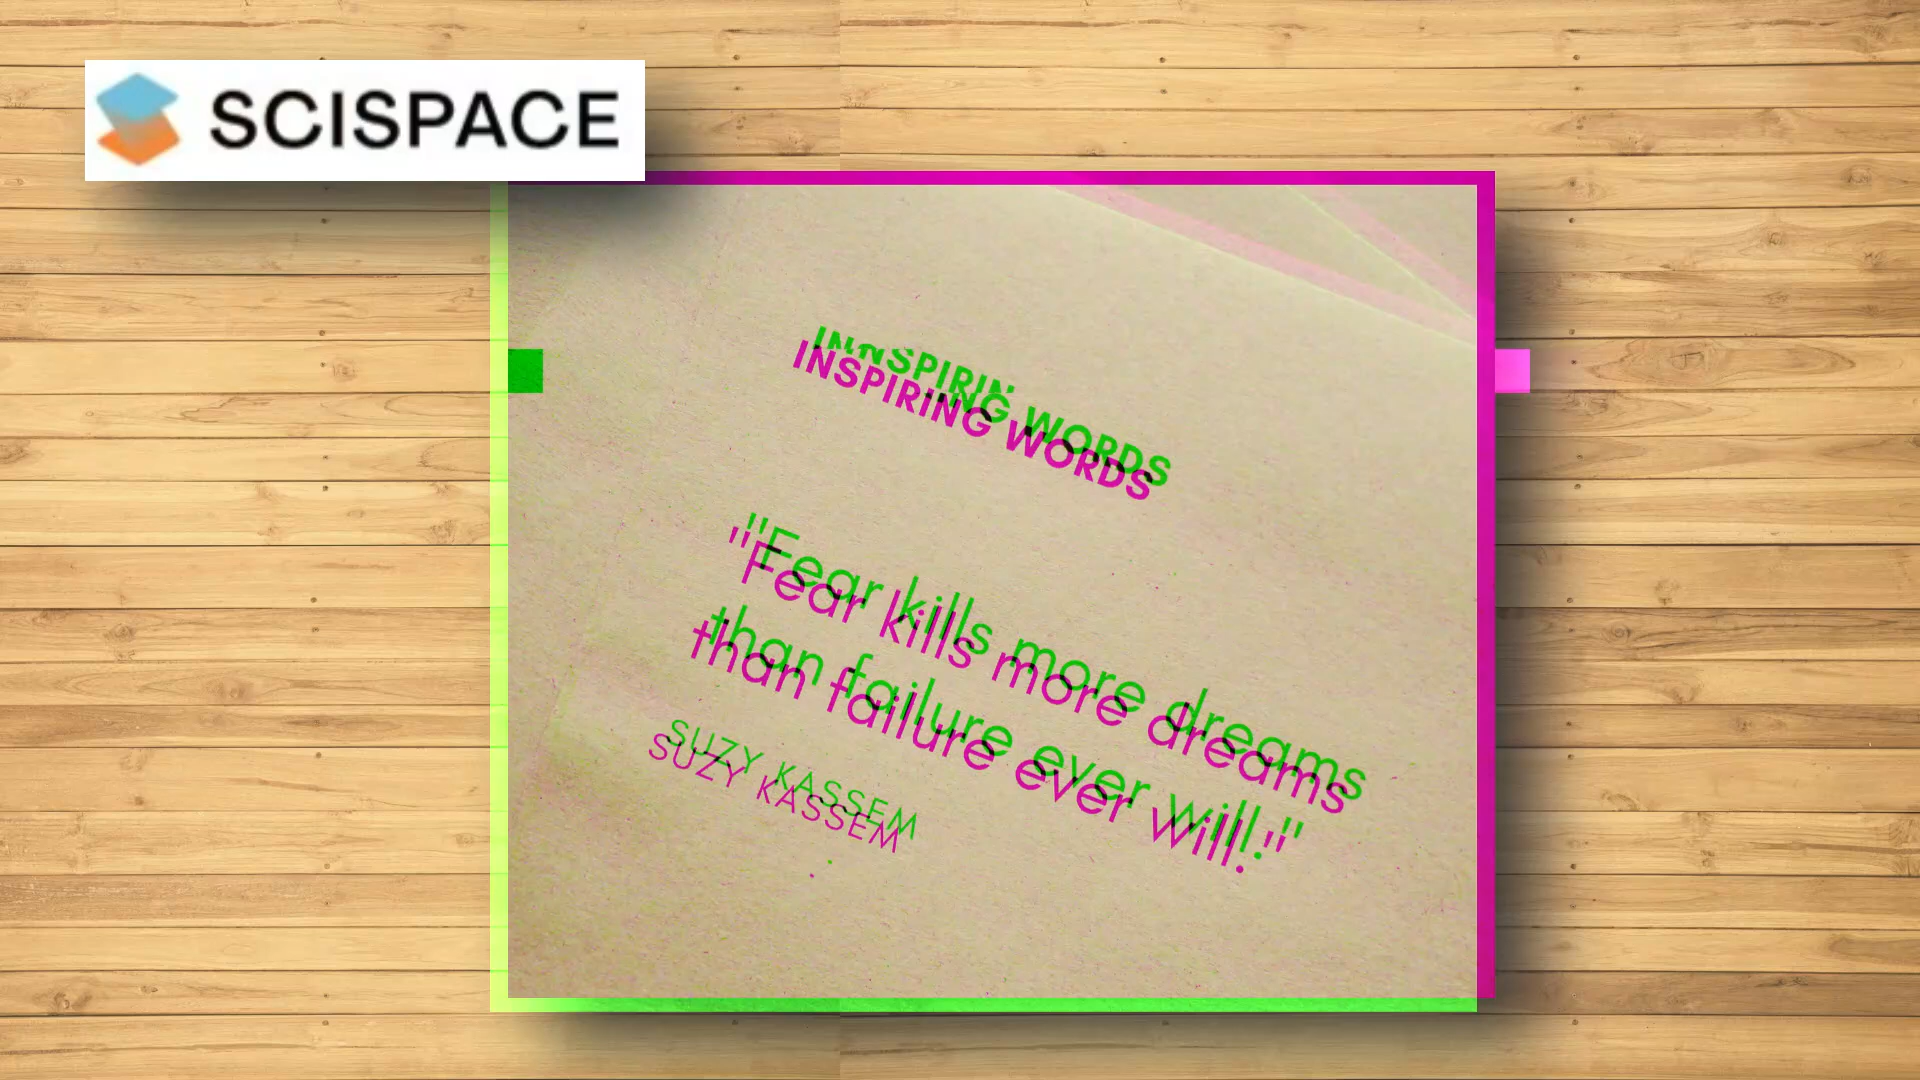 SCISPACE
INSPIRING WORDS
"Fear kills more dreams
than failure ever will."
SUZY KASSEM